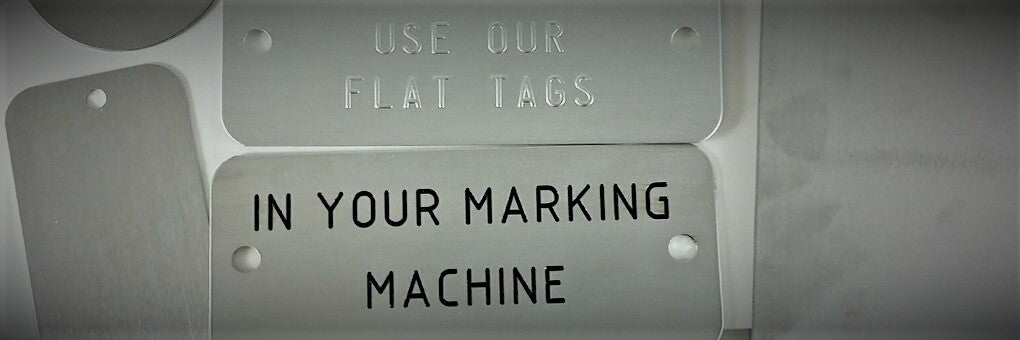 USE OUR
FLAT TAGS
IN YOUR MARKING
MACHINE